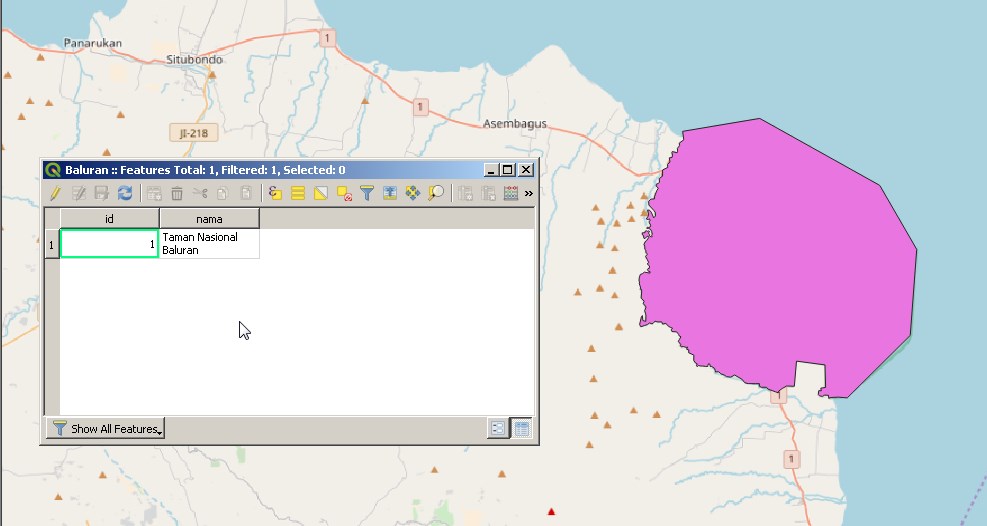 Panarukan
1
Situbondo
1
Asembagus
JI-218
Baluran :: Features Total: 1, Filtered: 1, Selected: 0
»
id
nama
1
1
Taman Nasional
Baluran
Show All Features
1
1